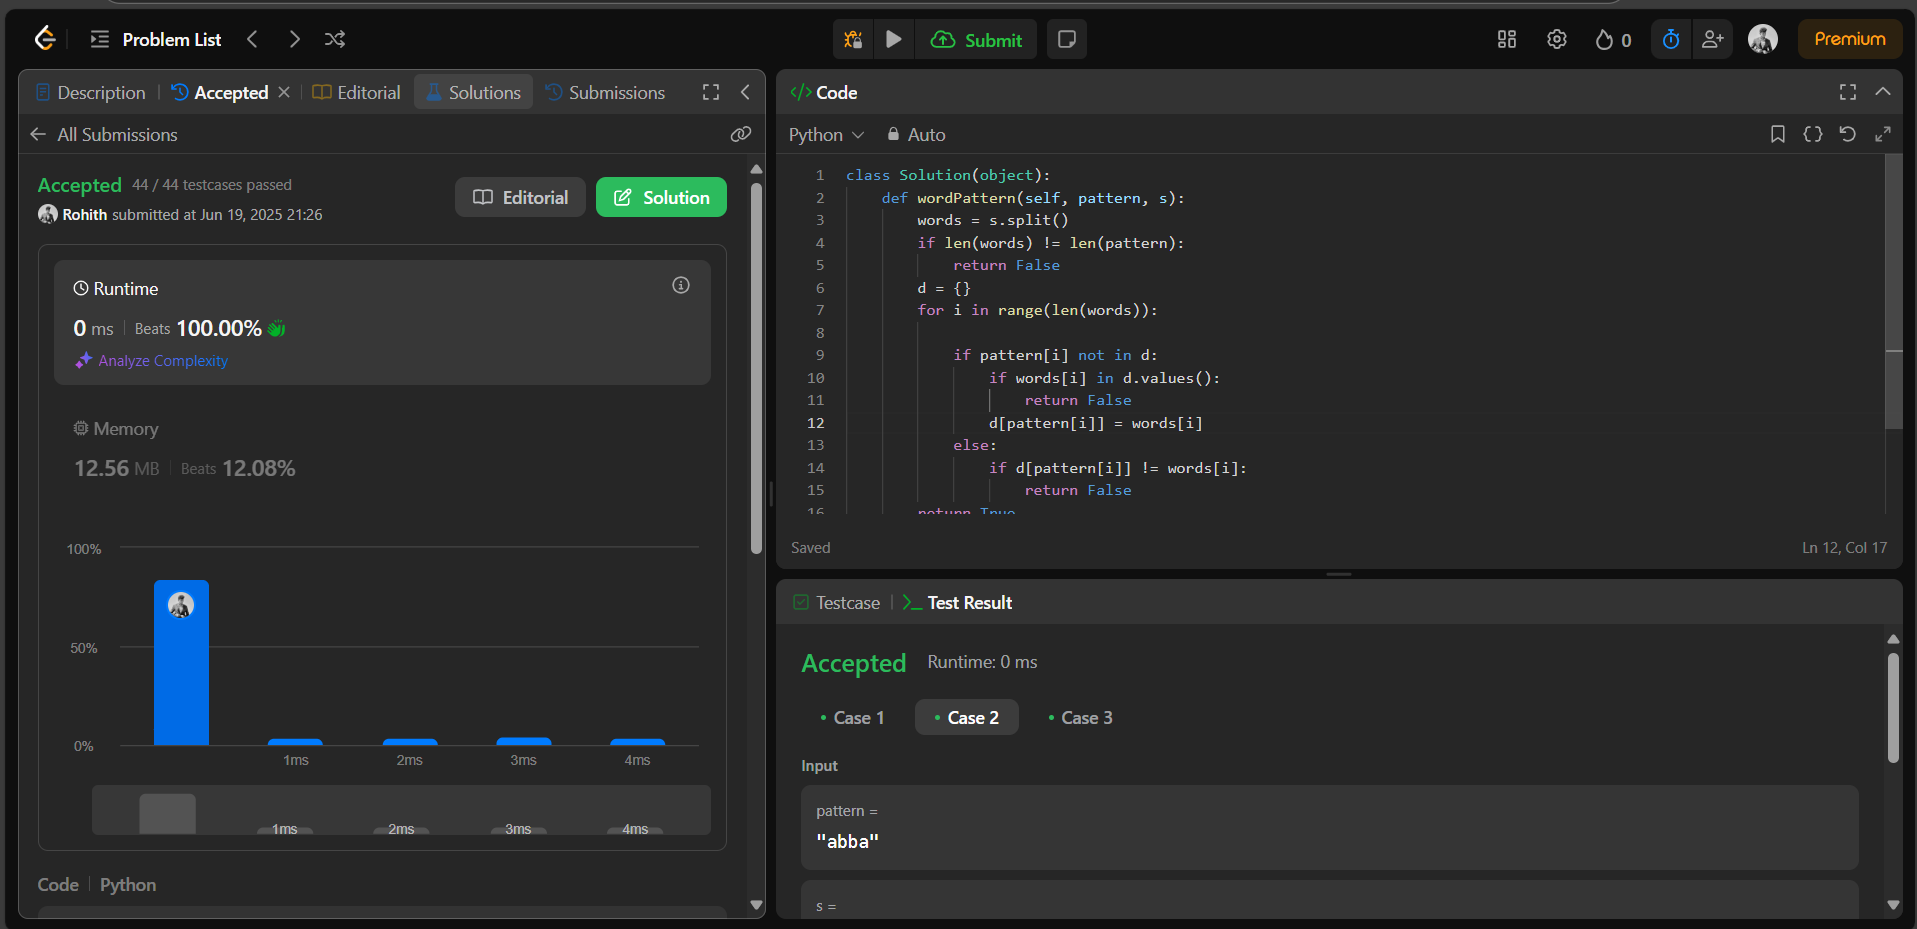 Problem List
Submit
0
Premium
Description
Accepted
Editorial
Solutions
Submissions
All Submissions
Accepted 44 / 44 testcases passed
Rohith submitted at Jun 19, 2025 21:26
Editorial
Solution
Runtime
0 ms
Beats 100.00%
Analyze Complexity
Memory
12.56 MB
Beats 12.08%
100%
50%
0%
1ms
2ms
3ms
4ms
1ms
2ms
3ms
4ms
Code
Python
</> Code
Python
Auto
1 class Solution(object):
2 def wordPattern(self, pattern, s):
3 words = s.split()
4 if len(words) != len(pattern):
5 return False
6 d = {}
7 for i in range(len(words)):
8
9 if pattern[i] not in d:
10 if words[i] in d.values():
11 return False
12 d[pattern[i]] = words[i]
13 else:
14 if d[pattern[i]] != words[i]:
15 return False
16 return True
Saved
Ln 12, Col 17
Testcase
Test Result
Accepted
Runtime: 0 ms
Case 1
Case 2
Case 3
Input
pattern =
"abba"
s =